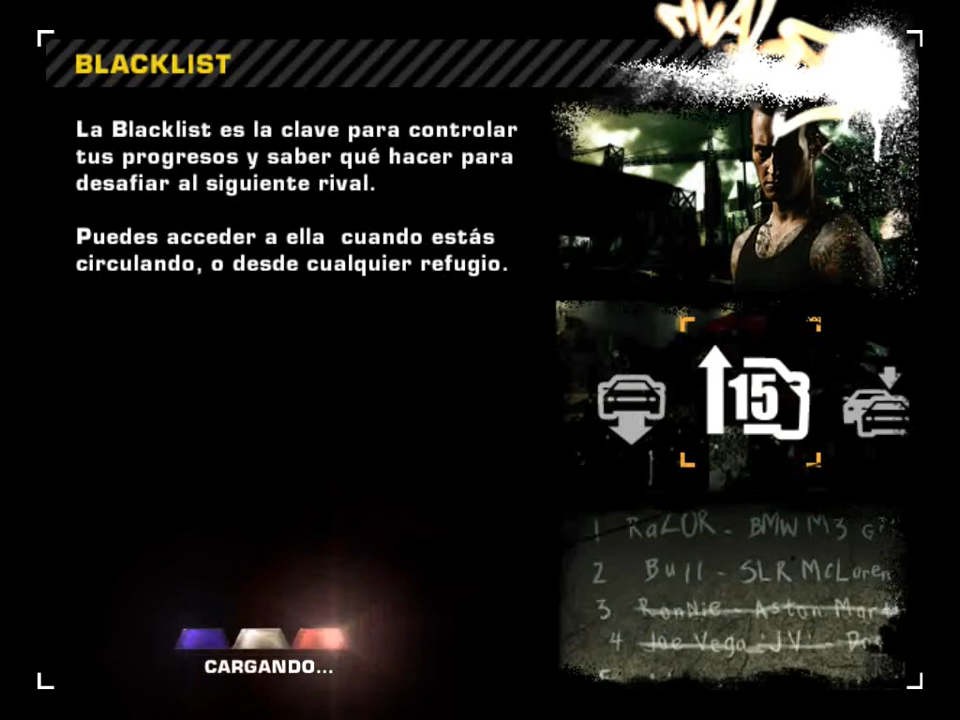 RIVAL
BLACKLIST
La Blacklist es la clave para controlar
tus progresos y saber qué hacer para
desafiar al siguiente rival.
Puedes acceder a ella  cuando estás
circulando, o desde cualquier refugio.
15
1 RaZOR - BMW M3
2 Bull - SLR McLaren
3 RonNie - Aston
4 Joe Vega 'JV' -
CARGANDO...